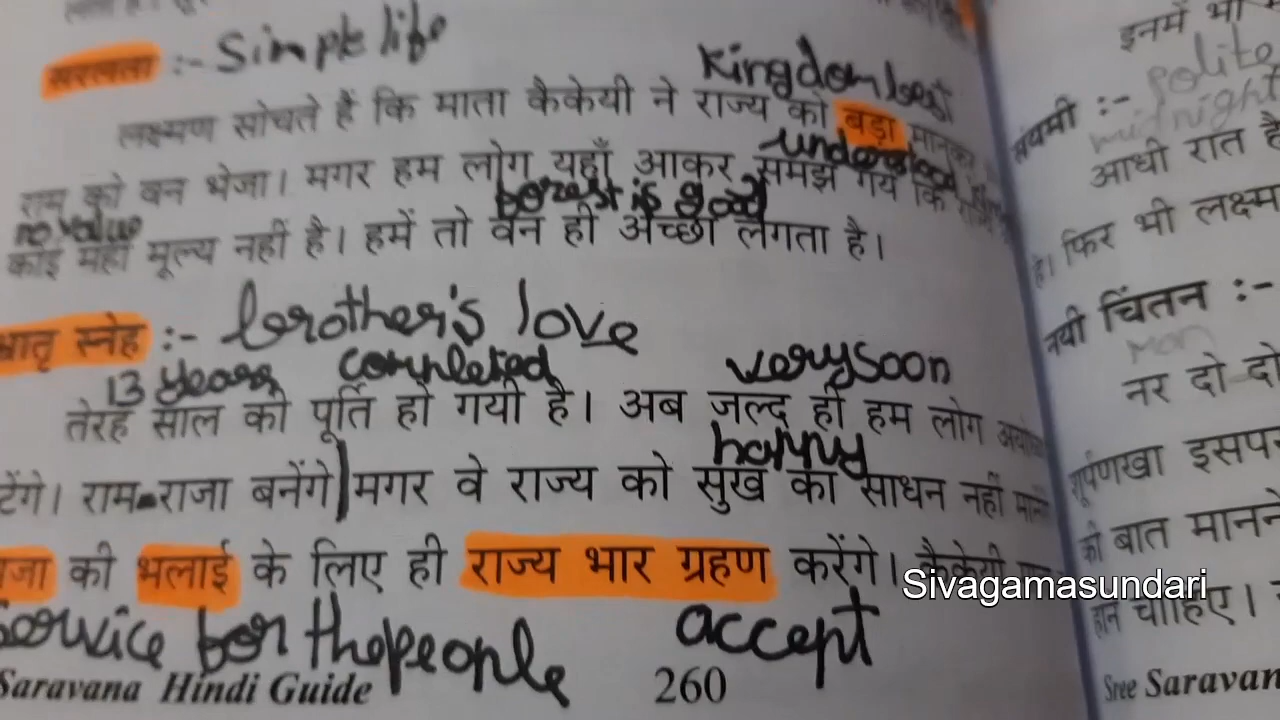 सरलता :- Simple life
Kingdom best
लक्ष्मण सोचते हैं कि माता कैकेयी ने राज्य को बड़ा मानकर
understood
राम को वन भेजा। मगर हम लोग यहाँ आकर समझ गये कि
no value forest is good
कोई महा मूल्य नहीं है। हमें तो वन ही अच्छा लगता है।
भ्रातृ स्नेह :- brother's love
13 years completed very soon
तेरह साल की पूर्ति हो गयी है। अब जल्द ही हम लोग
happy
टेंगे। राम राजा बनेंगे मगर वे राज्य को सुख का साधन नहीं
जा की भलाई के लिए ही राज्य भार ग्रहण करेंगे। कैकेयी
Service for the people accept
Saravana Hindi Guide 260
इनमें भी
polite
संयमी :-
midnight
आधी रात है
है। फिर भी लक्ष्म
त्रयी चिंतन :-
man
नर दो दो
शूर्पणखा इसप
की बात मानने
होने चाहिए।
Sree Saravan
Sivagamasundari